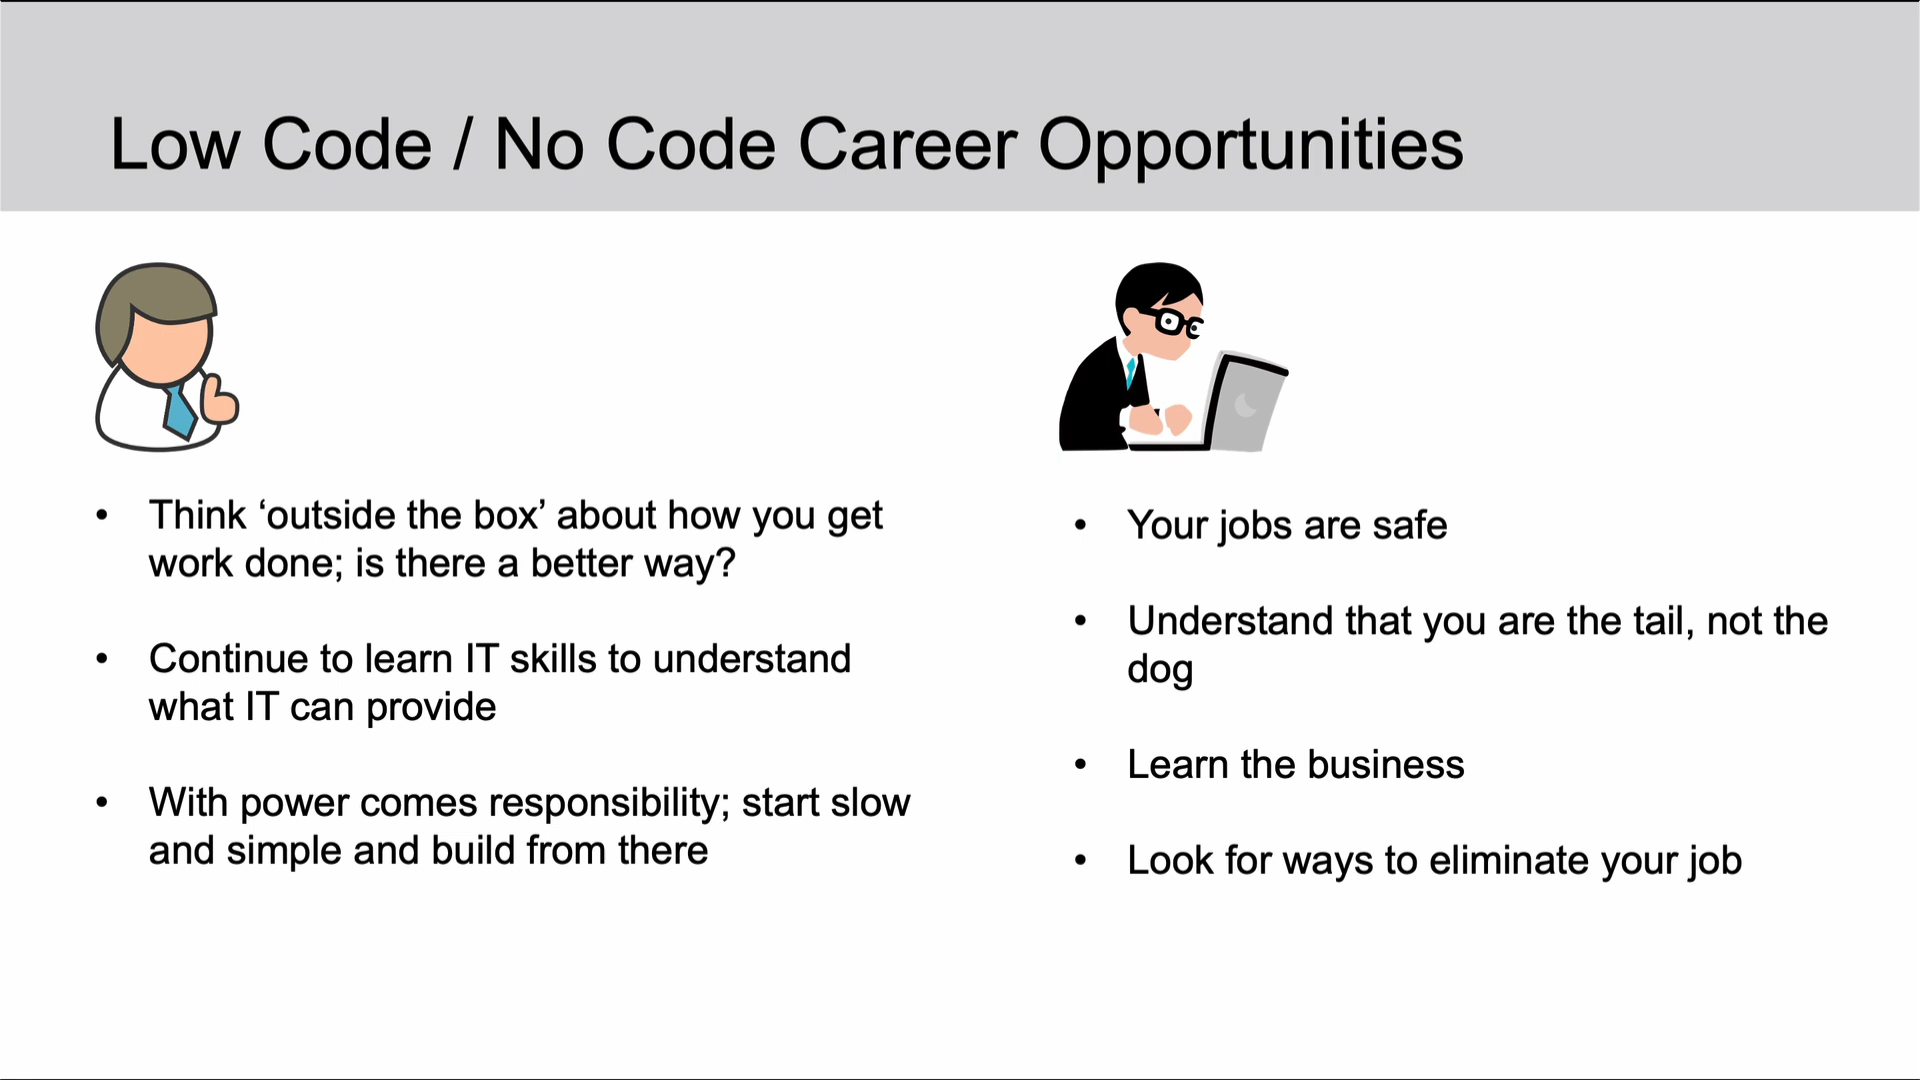 Low Code / No Code Career Opportunities
• Think ‘outside the box’ about how you get
work done; is there a better way?
• Continue to learn IT skills to understand
what IT can provide
• With power comes responsibility; start slow
and simple and build from there
• Your jobs are safe
• Understand that you are the tail, not the
dog
• Learn the business
• Look for ways to eliminate your job